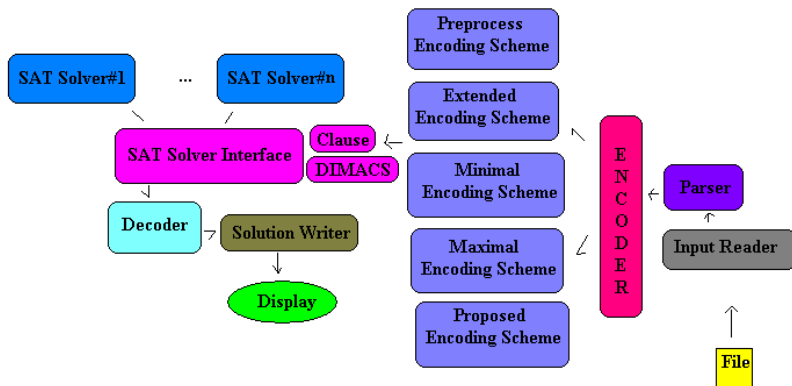 Preprocess
Encoding Scheme
SAT Solver#1
...
SAT Solver#n
Extended
Encoding Scheme
Clause
SAT Solver Interface
DIMACS
Minimal
Encoding Scheme
ENCODER
Parser
Decoder
Solution Writer
Maximal
Encoding Scheme
Input Reader
Display
Proposed
Encoding Scheme
File